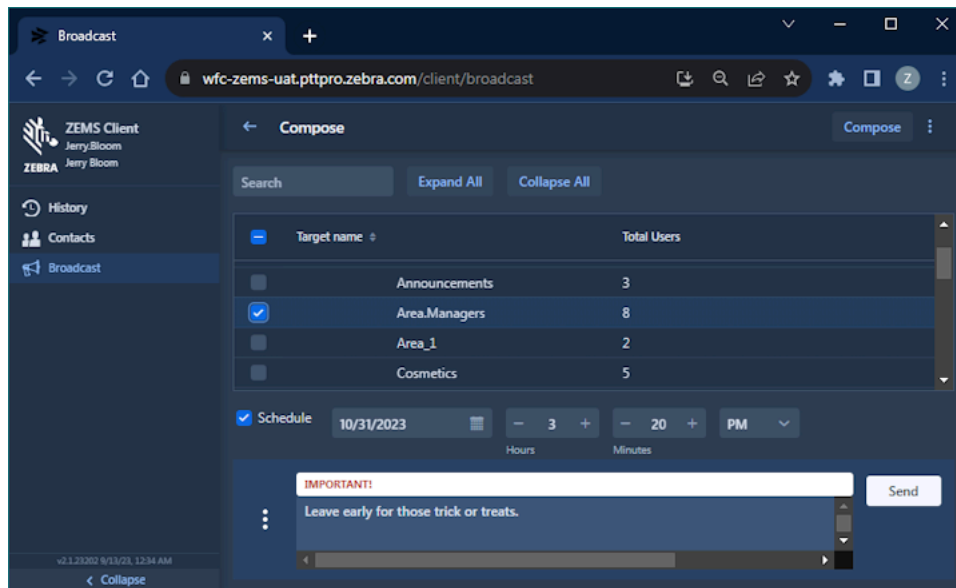 Broadcast
wfc-zems-uat.pttpro.zebra.com/client/broadcast
Z
ZEMS Client
Jerry.Bloom
Jerry Bloom
ZEBRA
History
Contacts
Broadcast
v2.1.23202 9/13/23, 12:34 AM
Collapse
Compose
Compose
Search
Expand All
Collapse All
Target name
Total Users
Announcements
3
Area.Managers
8
Area_1
2
Cosmetics
5
Schedule
10/31/2023
3
20
PM
Hours
Minutes
IMPORTANT!
Leave early for those trick or treats.
Send